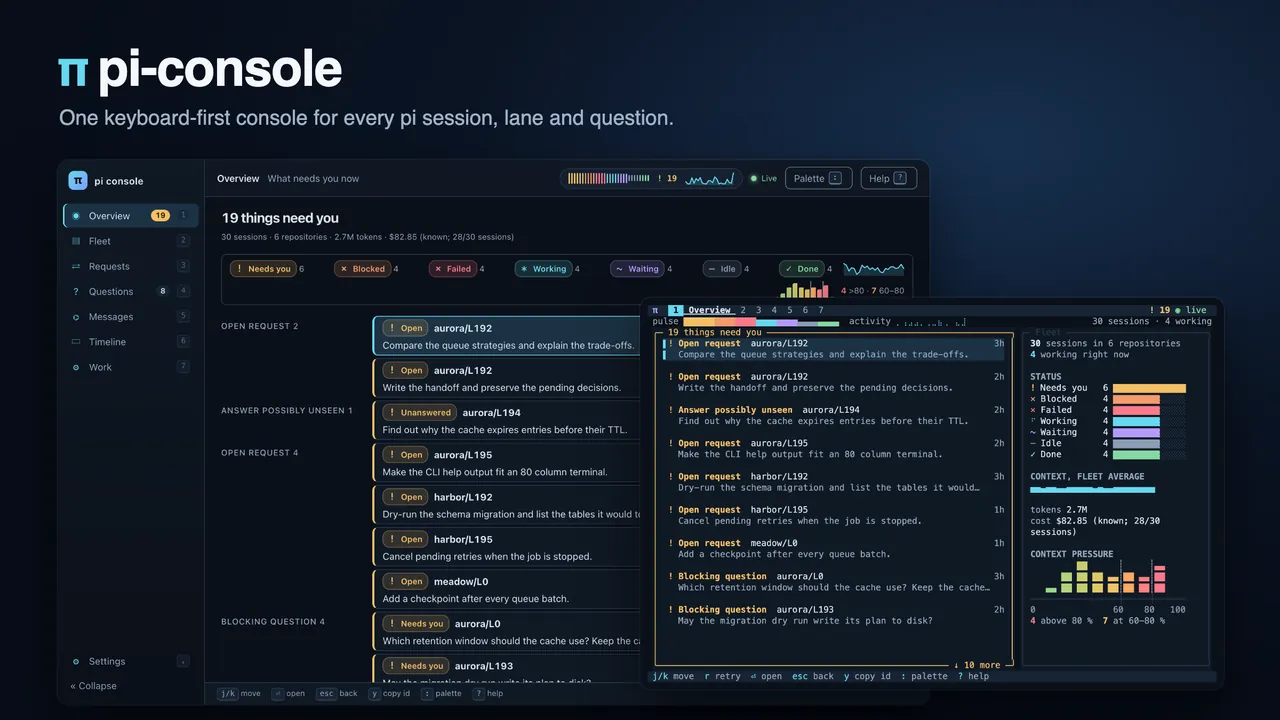 π pi-console
One keyboard-first console for every pi session, lane and question.
π pi console
Overview 19 1
Fleet 2
Requests 3
? Questions 8 4
Messages 5
Timeline 6
Work 7
Settings ,
« Collapse
Overview What needs you now
! 19
Live
Palette :
Help ?
19 things need you
30 sessions · 6 repositories · 2.7M tokens · $82.85 (known; 28/30 sessions)
! Needs you 6
× Blocked 4
× Failed 4
✶ Working 4
~ Waiting 4
— Idle 4
✓ Done 4
4 >80 · 7 60–80
OPEN REQUEST 2
! Open aurora/L192
Compare the queue strategies and explain the trade-offs.
! Open aurora/L192
Write the handoff and preserve the pending decisions.
ANSWER POSSIBLY UNSEEN 1
! Unanswered aurora/L194
Find out why the cache expires entries before their TTL.
OPEN REQUEST 4
! Open aurora/L195
Make the CLI help output fit an 80 column terminal.
! Open harbor/L192
Dry-run the schema migration and list the tables it would to
! Open harbor/L195
Cancel pending retries when the job is stopped.
! Open meadow/L0
Add a checkpoint after every queue batch.
BLOCKING QUESTION 4
! Needs you aurora/L0
Which retention window should the cache use? Keep the ca
! Needs you aurora/L193
May the migration dry run write its plan to disk?
j/k move ⏎ open esc back y copy id : palette ? help
π 1 Overview 2 3 4 5 6 7 ! 19 ◉ live
pulse activity 30 sessions · 4 working
19 things need you
! Open request aurora/L192 3h
Compare the queue strategies and explain the trade-offs.
! Open request aurora/L192 2h
Write the handoff and preserve the pending decisions.
! Answer possibly unseen aurora/L194 2h
Find out why the cache expires entries before their TTL.
! Open request aurora/L195 2h
Make the CLI help output fit an 80 column terminal.
! Open request harbor/L192 3h
Dry-run the schema migration and list the tables it would…
! Open request harbor/L195 1h
Cancel pending retries when the job is stopped.
! Open request meadow/L0 1h
Add a checkpoint after every queue batch.
! Blocking question aurora/L0 3h
Which retention window should the cache use? Keep the cache…
! Blocking question aurora/L193 2h
May the migration dry run write its plan to disk?
↓ 10 more
Fleet
30 sessions in 6 repositories
4 working right now
STATUS
! Needs you 6
× Blocked 4
× Failed 4
Working 4
~ Waiting 4
— Idle 4
✓ Done 4
CONTEXT, FLEET AVERAGE
tokens 2.7M
cost $82.85 (known; 28/30
sessions)
CONTEXT PRESSURE
0 60 80 100
4 above 80 % 7 at 60–80 %
j/k move r retry ⏎ open esc back y copy id : palette ? help